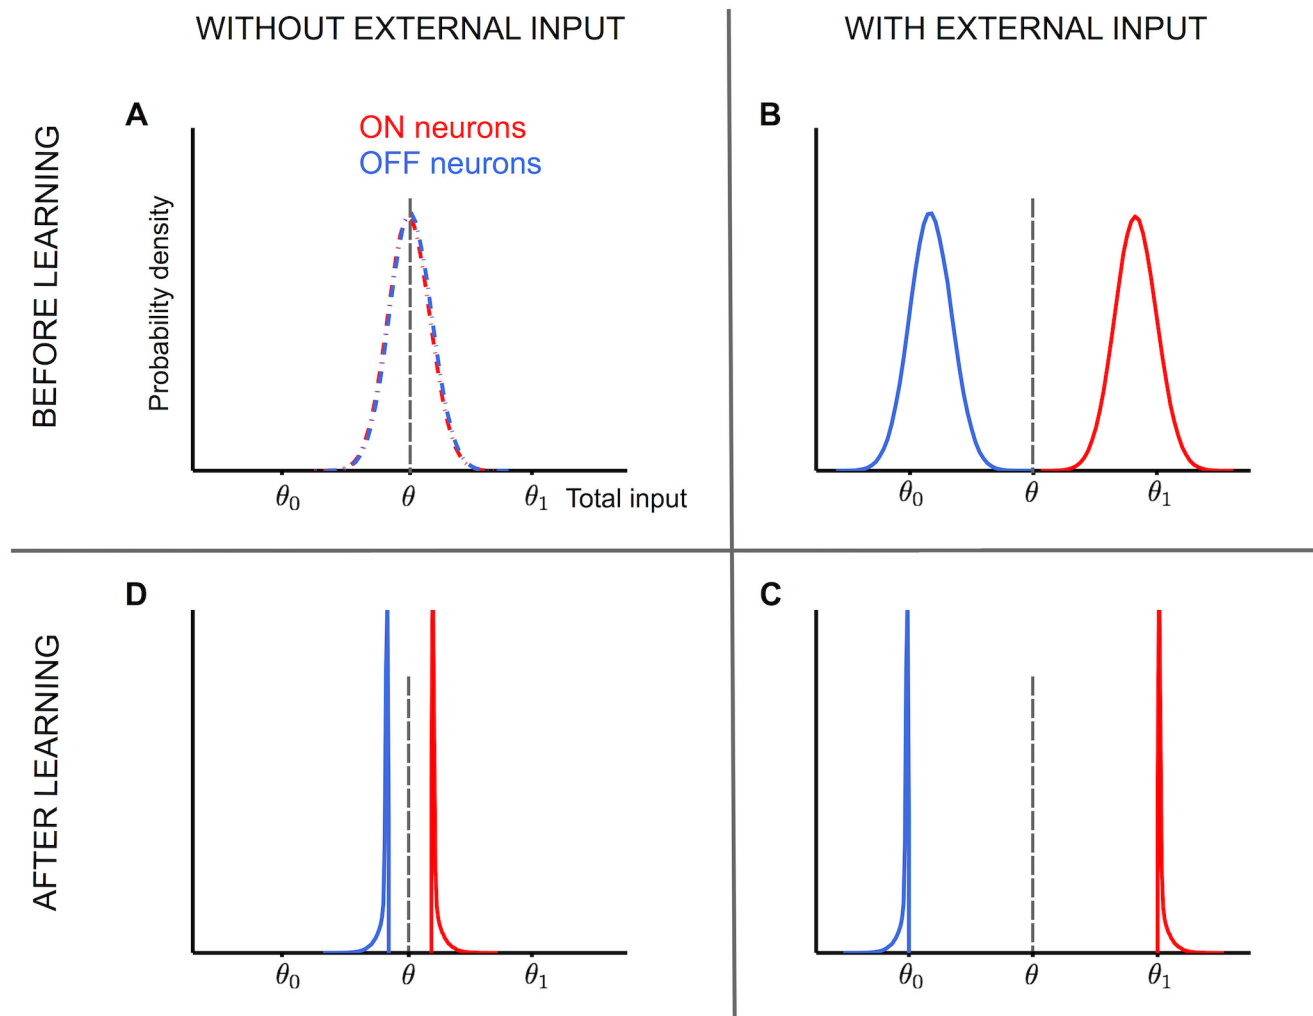 WITHOUT EXTERNAL INPUT
WITH EXTERNAL INPUT
BEFORE LEARNING
A
ON neurons
OFF neurons
Probability density
θ0
θ
θ1
Total input
B
θ0
θ
θ1
AFTER LEARNING
D
θ0
θ
θ1
C
θ0
θ
θ1